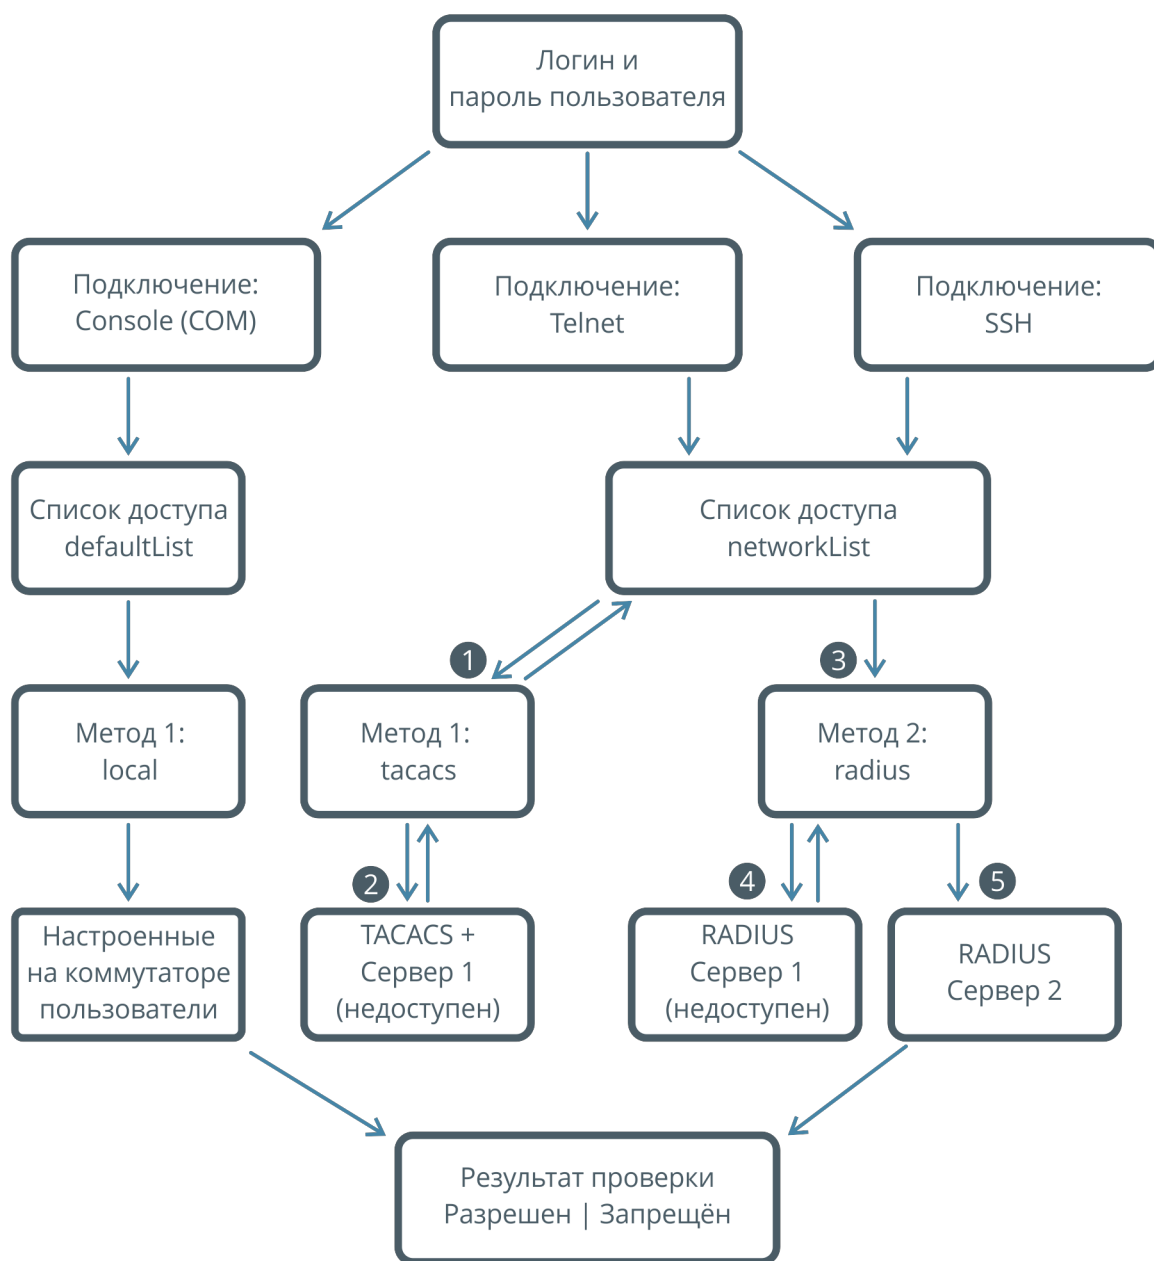 Логин и
пароль пользователя
Подключение:
Console (COM)
Подключение:
Telnet
Подключение:
SSH
Список доступа
defaultList
Список доступа
networkList
1
3
Метод 1:
local
Метод 1:
tacacs
Метод 2:
radius
2
4
5
Настроенные
на коммутаторе
пользователи
TACACS +
Сервер 1
(недоступен)
RADIUS
Сервер 1
(недоступен)
RADIUS
Сервер 2
Результат проверки
Разрешен | Запрещён